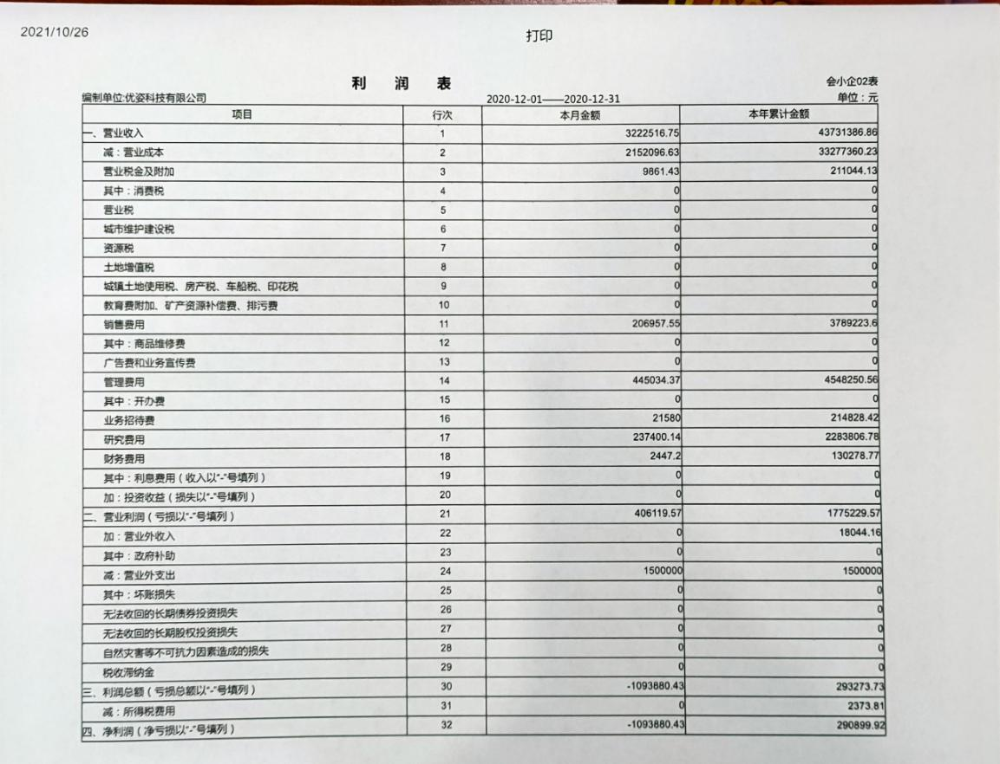 2021/10/26
打印
利 润 表
会小企02表
编制单位:优姿科技有限公司 2020-12-01——2020-12-31 单位：元
项目 行次 本月金额 本年累计金额
一、营业收入 1 3222516.75 43731386.86
减：营业成本 2 2152096.63 33277360.23
营业税金及附加 3 9861.43 211044.13
其中：消费税 4 0 0
营业税 5 0 0
城市维护建设税 6 0 0
资源税 7 0 0
土地增值税 8 0 0
城镇土地使用税、房产税、车船税、印花税 9 0 0
教育费附加、矿产资源补偿费、排污费 10 0 0
销售费用 11 206957.55 3789223.6
其中：商品维修费 12 0 0
广告费和业务宣传费 13 0 0
管理费用 14 445034.37 4548250.56
其中：开办费 15 0 0
业务招待费 16 21580 214828.42
研究费用 17 237400.14 2283806.78
财务费用 18 2447.2 130278.77
其中：利息费用（收入以“-”号填列） 19 0 0
加：投资收益（损失以“-”号填列） 20 0 0
二、营业利润（亏损以“-”号填列） 21 406119.57 1775229.57
加：营业外收入 22 0 18044.16
其中：政府补助 23 0 0
减：营业外支出 24 1500000 1500000
其中：坏账损失 25 0 0
无法收回的长期债券投资损失 26 0 0
无法收回的长期股权投资损失 27 0 0
自然灾害等不可抗力因素造成的损失 28 0 0
税收滞纳金 29 0 0
三、利润总额（亏损总额以“-”号填列） 30 -1093880.43 293273.73
减：所得税费用 31 0 2373.81
四、净利润（净亏损以“-”号填列） 32 -1093880.43 290899.92